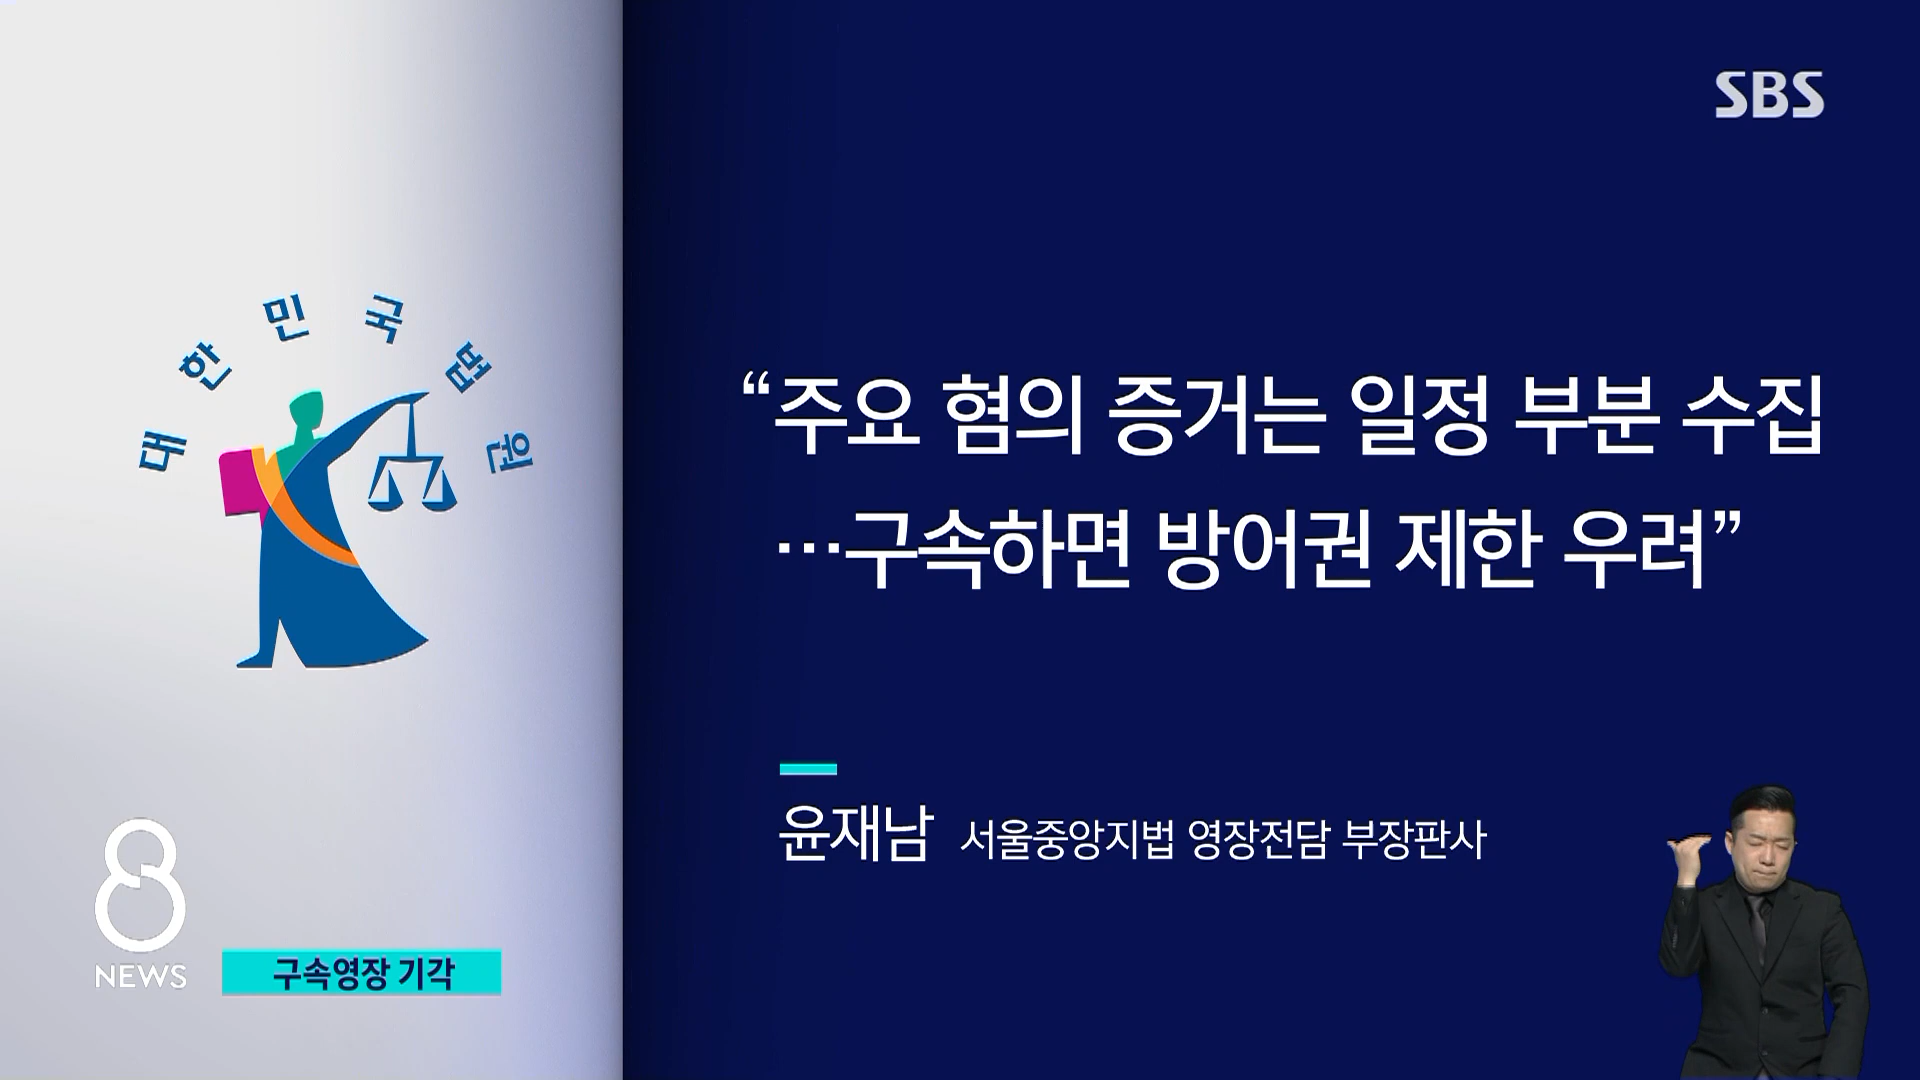 SBS
대한민국법원
“주요 혐의 증거는 일정 부분 수집
…구속하면 방어권 제한 우려”
윤재남 서울중앙지법 영장전담 부장판사
8
NEWS
구속영장 기각